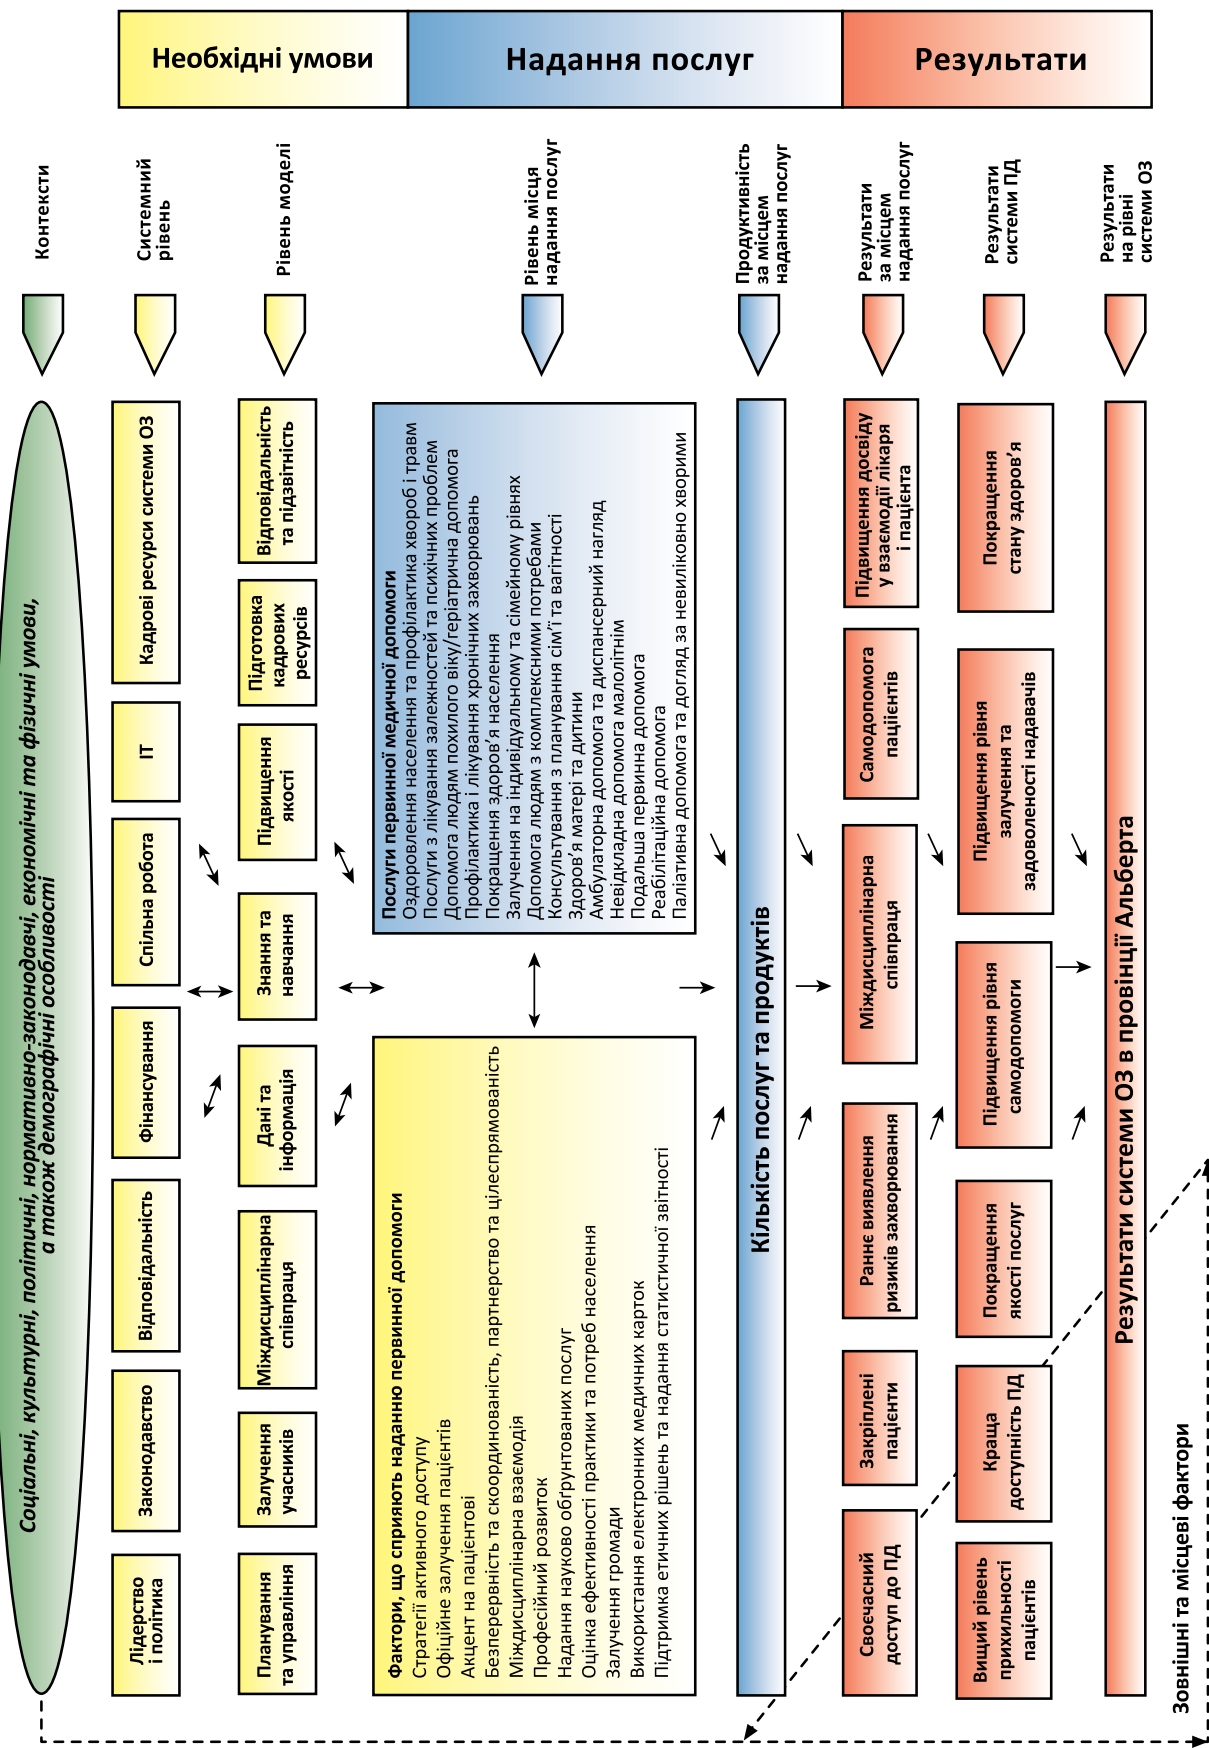 Необхідні умови
Надання послуг
Результати
Контексти
Соціальні, культурні, політичні, нормативно-законодавчі, економічні та фізичні умови,
а також демографічні особливості
Системний
рівень
Лідерство
і політика
Законодавство
Відповідальність
Фінансування
Спільна робота
ІТ
Кадрові ресурси системи ОЗ
Рівень моделі
Планування
та управління
Залучення
учасників
Міждисциплінарна
співпраця
Дані та
інформація
Знання та
навчання
Підвищення
якості
Підготовка
кадрових
ресурсів
Відповідальність
та підзвітність
Рівень місця
надання послуг
Фактори, що сприяють наданню первинної допомоги
Стратегії активного доступу
Офіційне залучення пацієнтів
Акцент на пацієнтові
Безперервність та скоординованість, партнерство та цілеспрямованість
Міждисциплінарна взаємодія
Професійний розвиток
Надання науково обґрунтованих послуг
Оцінка ефективності практики та потреб населення
Залучення громади
Використання електронних медичних карток
Підтримка етичних рішень та надання статистичної звітності
Послуги первинної медичної допомоги
Оздоровлення населення та профілактика хвороб і травм
Послуги з лікування залежностей та психічних проблем
Допомога людям похилого віку/геріатрична допомога
Профілактика і лікування хронічних захворювань
Покращення здоров’я населення
Залучення на індивідуальному та сімейному рівнях
Допомога людям з комплексними потребами
Консультування з планування сім’ї та вагітності
Здоров’я матері та дитини
Амбулаторна допомога та диспансерний нагляд
Невідкладна допомога малолітнім
Подальша первинна допомога
Реабілітаційна допомога
Паліативна допомога та догляд за невиліковно хворими
Продуктивність
за місцем
надання послуг
Кількість послуг та продуктів
Результати
за місцем
надання послуг
Своєчасний
доступ до ПД
Закріплені
пацієнти
Раннє виявлення
ризиків захворювання
Міждисциплінарна
співпраця
Самодопомога
паціієнтів
Підвищення досвіду
у взаємодії лікаря
і пацієнта
Результати
системи ПД
Вищий рівень
прихильності
пацієнтів
Краща
доступність ПД
Покращення
якості послуг
Підвищення рівня
самодопомоги
Підвищення рівня
залучення та
задоволеності надавачів
Покращення
стану здоров’я
Результати
на рівні
системи ОЗ
Результати системи ОЗ в провінції Альберта
Зовнішні та місцеві фактори